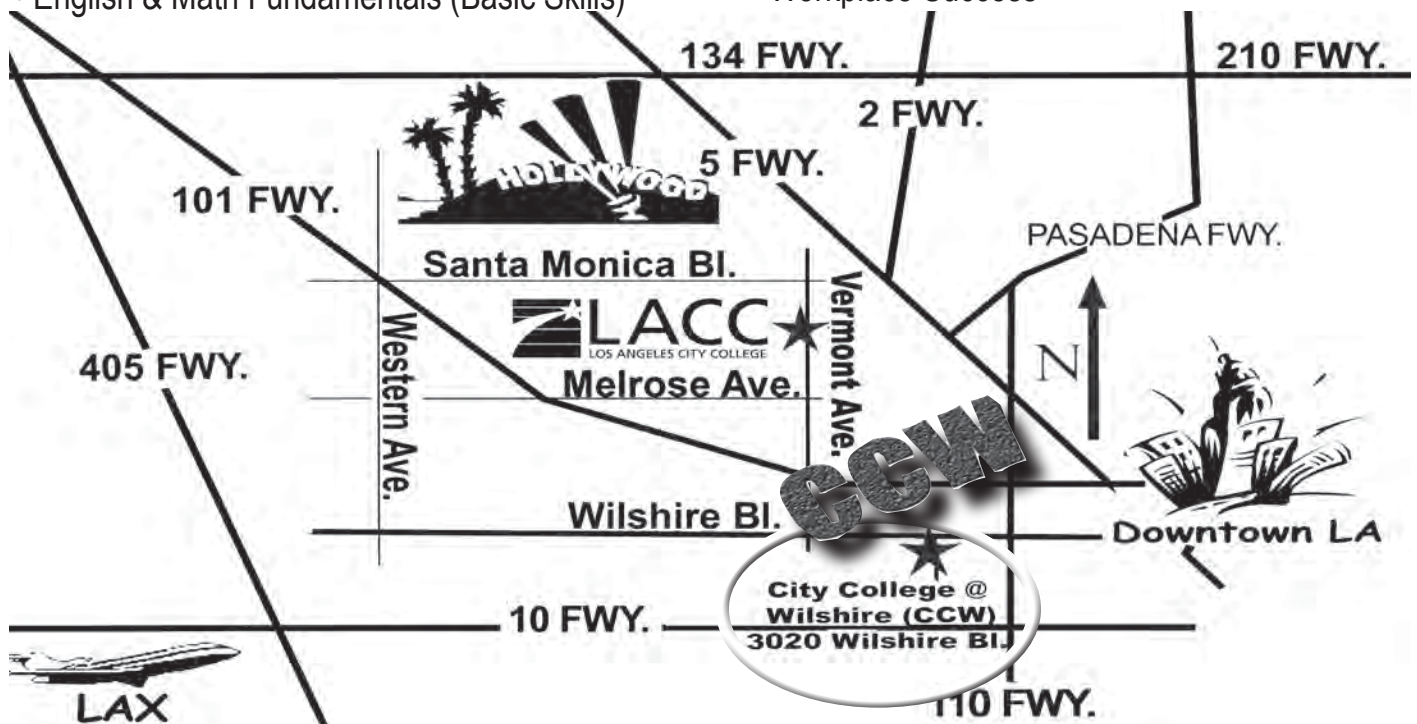 English & Math Fundamentals (Basic Skills)
Workplace Success
134 FWY.
210 FWY.
2 FWY.
HOLLYWOOD
5 FWY.
101 FWY.
PASADENA FWY.
Santa Monica Bl.
LACC
LOS ANGELES CITY COLLEGE
Vermont Ave.
Western Ave.
N
405 FWY.
Melrose Ave.
CCW
Wilshire Bl.
Downtown LA
City College @
Wilshire (CCW)
3020 Wilshire Bl.
10 FWY.
LAX
110 FWY.